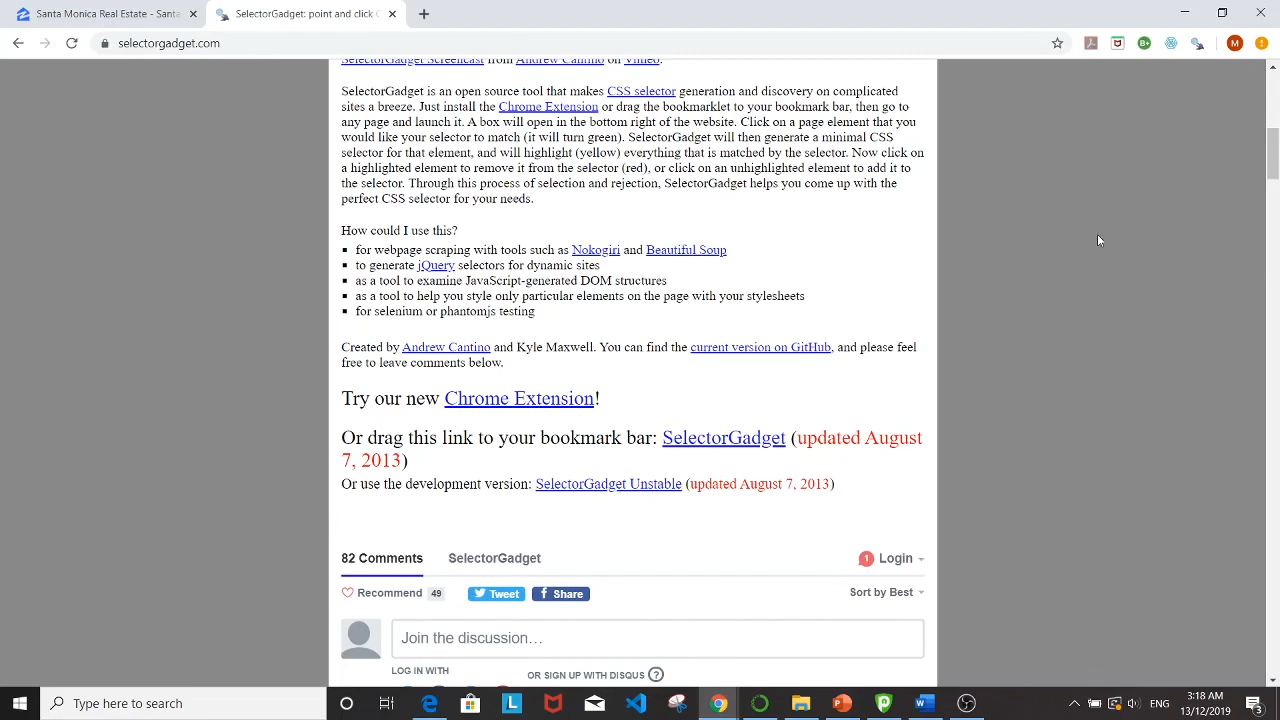 Santa Monica Real Estate - Santa
SelectorGadget: point and click
selectorgadget.com
M
SelectorGadget Screencast from Andrew Cantino on Vimeo.
SelectorGadget is an open source tool that makes CSS selector generation and discovery on complicated
sites a breeze. Just install the Chrome Extension or drag the bookmarklet to your bookmark bar, then go to
any page and launch it. A box will open in the bottom right of the website. Click on a page element that you
would like your selector to match (it will turn green). SelectorGadget will then generate a minimal CSS
selector for that element, and will highlight (yellow) everything that is matched by the selector. Now click on
a highlighted element to remove it from the selector (red), or click on an unhighlighted element to add it to
the selector. Through this process of selection and rejection, SelectorGadget helps you come up with the
perfect CSS selector for your needs.
How could I use this?
for webpage scraping with tools such as Nokogiri and Beautiful Soup
to generate jQuery selectors for dynamic sites
as a tool to examine JavaScript-generated DOM structures
as a tool to help you style only particular elements on the page with your stylesheets
for selenium or phantomjs testing
Created by Andrew Cantino and Kyle Maxwell. You can find the current version on GitHub, and please feel
free to leave comments below.
Try our new Chrome Extension!
Or drag this link to your bookmark bar: SelectorGadget (updated August
7, 2013)
Or use the development version: SelectorGadget Unstable (updated August 7, 2013)
82 Comments SelectorGadget 1 Login
Recommend 49 Tweet Share Sort by Best
Join the discussion…
LOG IN WITH OR SIGN UP WITH DISQUS ?
Type here to search
ENG
3:18 AM
13/12/2019
3